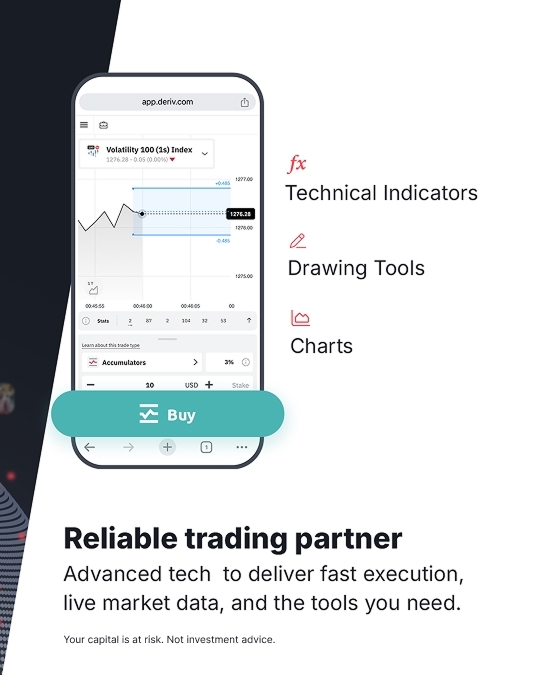 app.deriv.com
Volatility 100 (1s) Index
1276.28 - 0.05 (0.00%)
+0.485
1277.00
1276.28
1276.00
-0.485
1275.00
1 T
00:45:55 00:46:00 00:46:05 00
Stats 2 87 2 104 32 53
Learn about this trade type
Accumulators 3%
− 10 USD + Stake
Buy
1
fx
Technical Indicators
Drawing Tools
Charts
Reliable trading partner
Advanced tech to deliver fast execution,
live market data, and the tools you need.
Your capital is at risk. Not investment advice.